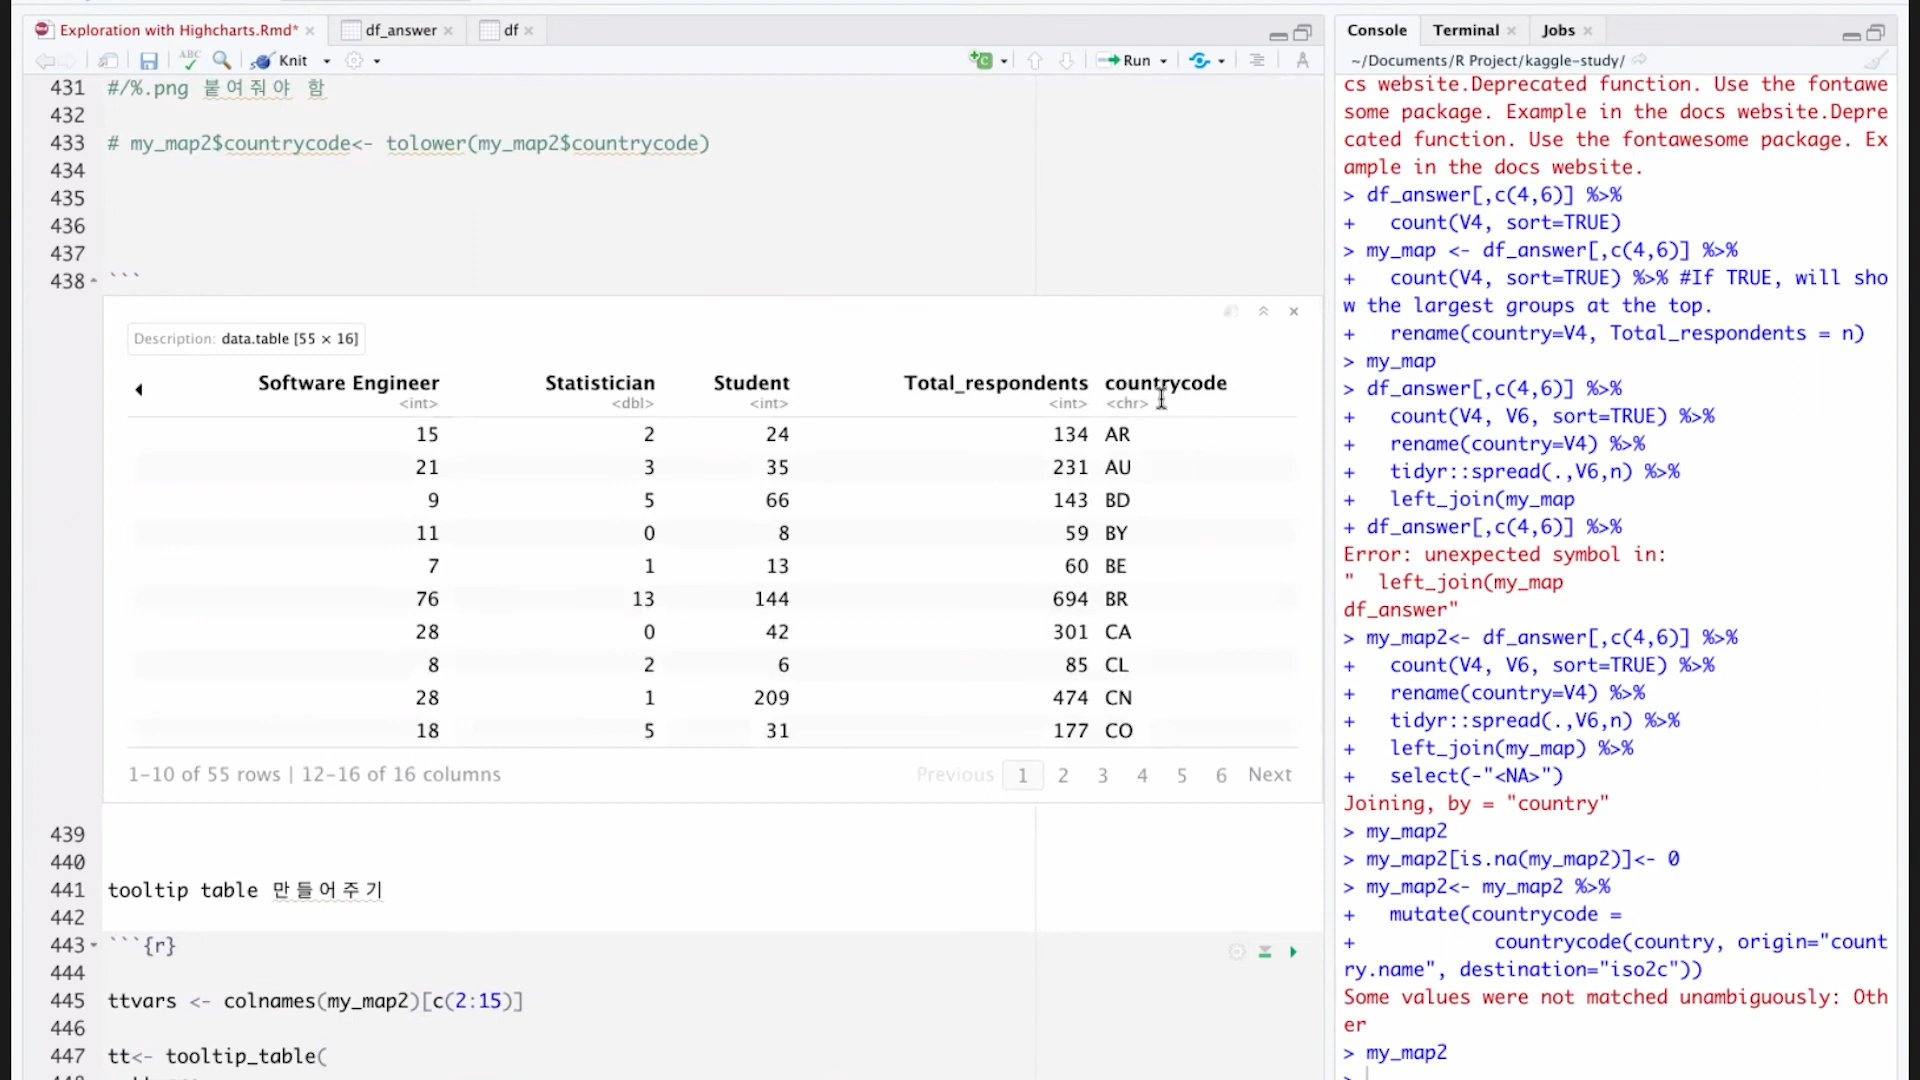 Exploration with Highcharts.Rmd* × df_answer × df ×
ABC Knit Run
431 #/%.png 붙여줘야 함
432
433 # my_map2$countrycode<- tolower(my_map2$countrycode)
434
435
436
437
438 ```
Description: data.table [55 × 16]
Software Engineer Statistician Student Total_respondents countrycode
<int> <dbl> <int> <int> <chr>
15 2 24 134 AR
21 3 35 231 AU
9 5 66 143 BD
11 0 8 59 BY
7 1 13 60 BE
76 13 144 694 BR
28 0 42 301 CA
8 2 6 85 CL
28 1 209 474 CN
18 5 31 177 CO
1-10 of 55 rows | 12-16 of 16 columns Previous 1 2 3 4 5 6 Next
439
440
441 tooltip table 만들어주기
442
443 ```{r}
444
445 ttvars <- colnames(my_map2)[c(2:15)]
446
447 tt<- tooltip_table(
Console Terminal × Jobs ×
~/Documents/R Project/kaggle-study/
cs website.Deprecated function. Use the fontawe
some package. Example in the docs website.Depre
cated function. Use the fontawesome package. Ex
ample in the docs website.
> df_answer[,c(4,6)] %>%
+ count(V4, sort=TRUE)
> my_map <- df_answer[,c(4,6)] %>%
+ count(V4, sort=TRUE) %>% #If TRUE, will sho
w the largest groups at the top.
+ rename(country=V4, Total_respondents = n)
> my_map
> df_answer[,c(4,6)] %>%
+ count(V4, V6, sort=TRUE) %>%
+ rename(country=V4) %>%
+ tidyr::spread(.,V6,n) %>%
+ left_join(my_map
+ df_answer[,c(4,6)] %>%
Error: unexpected symbol in:
" left_join(my_map
df_answer"
> my_map2<- df_answer[,c(4,6)] %>%
+ count(V4, V6, sort=TRUE) %>%
+ rename(country=V4) %>%
+ tidyr::spread(.,V6,n) %>%
+ left_join(my_map) %>%
+ select(-"<NA>")
Joining, by = "country"
> my_map2
> my_map2[is.na(my_map2)]<- 0
> my_map2<- my_map2 %>%
+ mutate(countrycode =
+ countrycode(country, origin="count
ry.name", destination="iso2c"))
Some values were not matched unambiguously: Oth
er
> my_map2
>